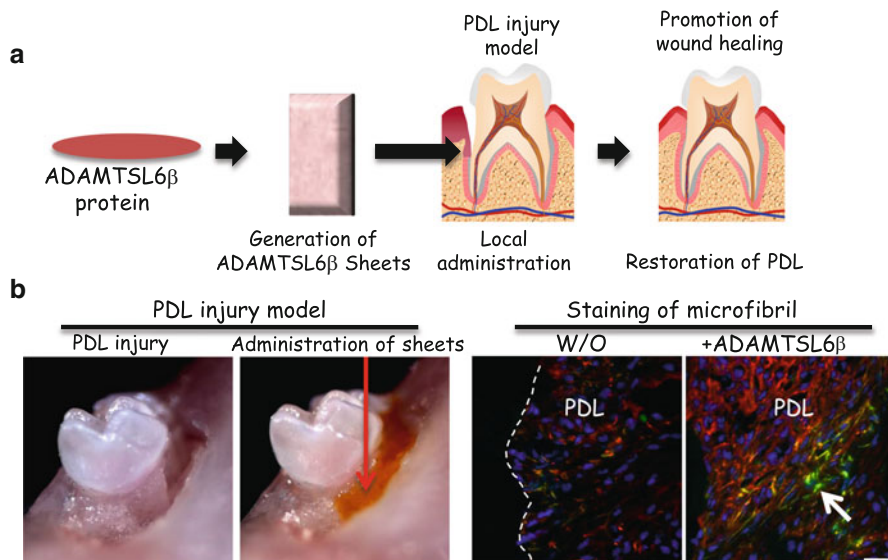 a
ADAMTSL6β
protein
Generation of
ADAMTSL6β Sheets
PDL injury
model
Local
administration
Promotion of
wound healing
Restoration of PDL
b
PDL injury model
PDL injury
Administration of sheets
Staining of microfibril
W/O
+ADAMTSL6β
PDL
PDL